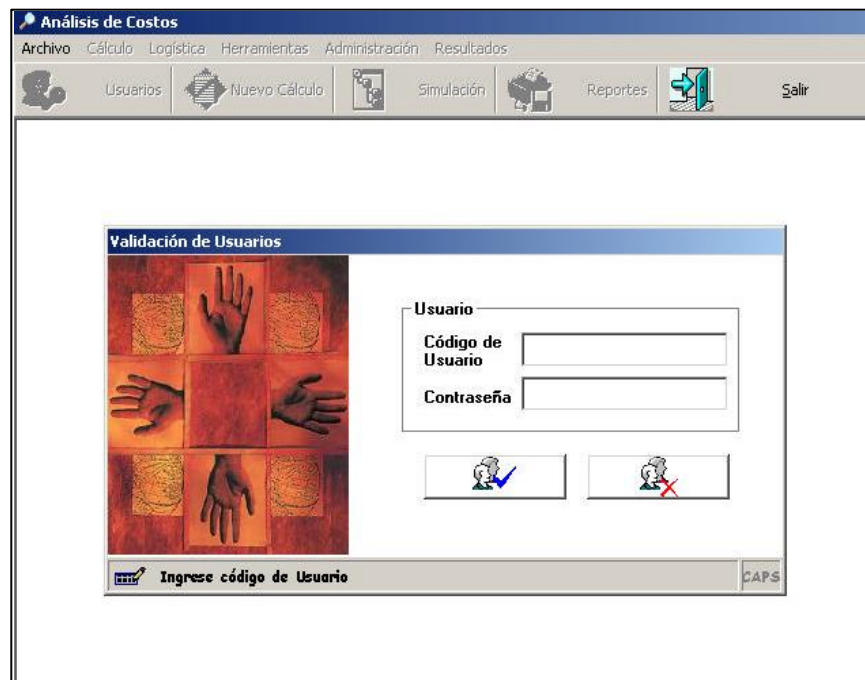 Análisis de Costos
Archivo Cálculo Logística Herramientas Administración Resultados
Usuarios Nuevo Cálculo Simulación Reportes Salir
Validación de Usuarios
Usuario
Código de
Usuario
Contraseña
Ingrese código de Usuario
CAPS